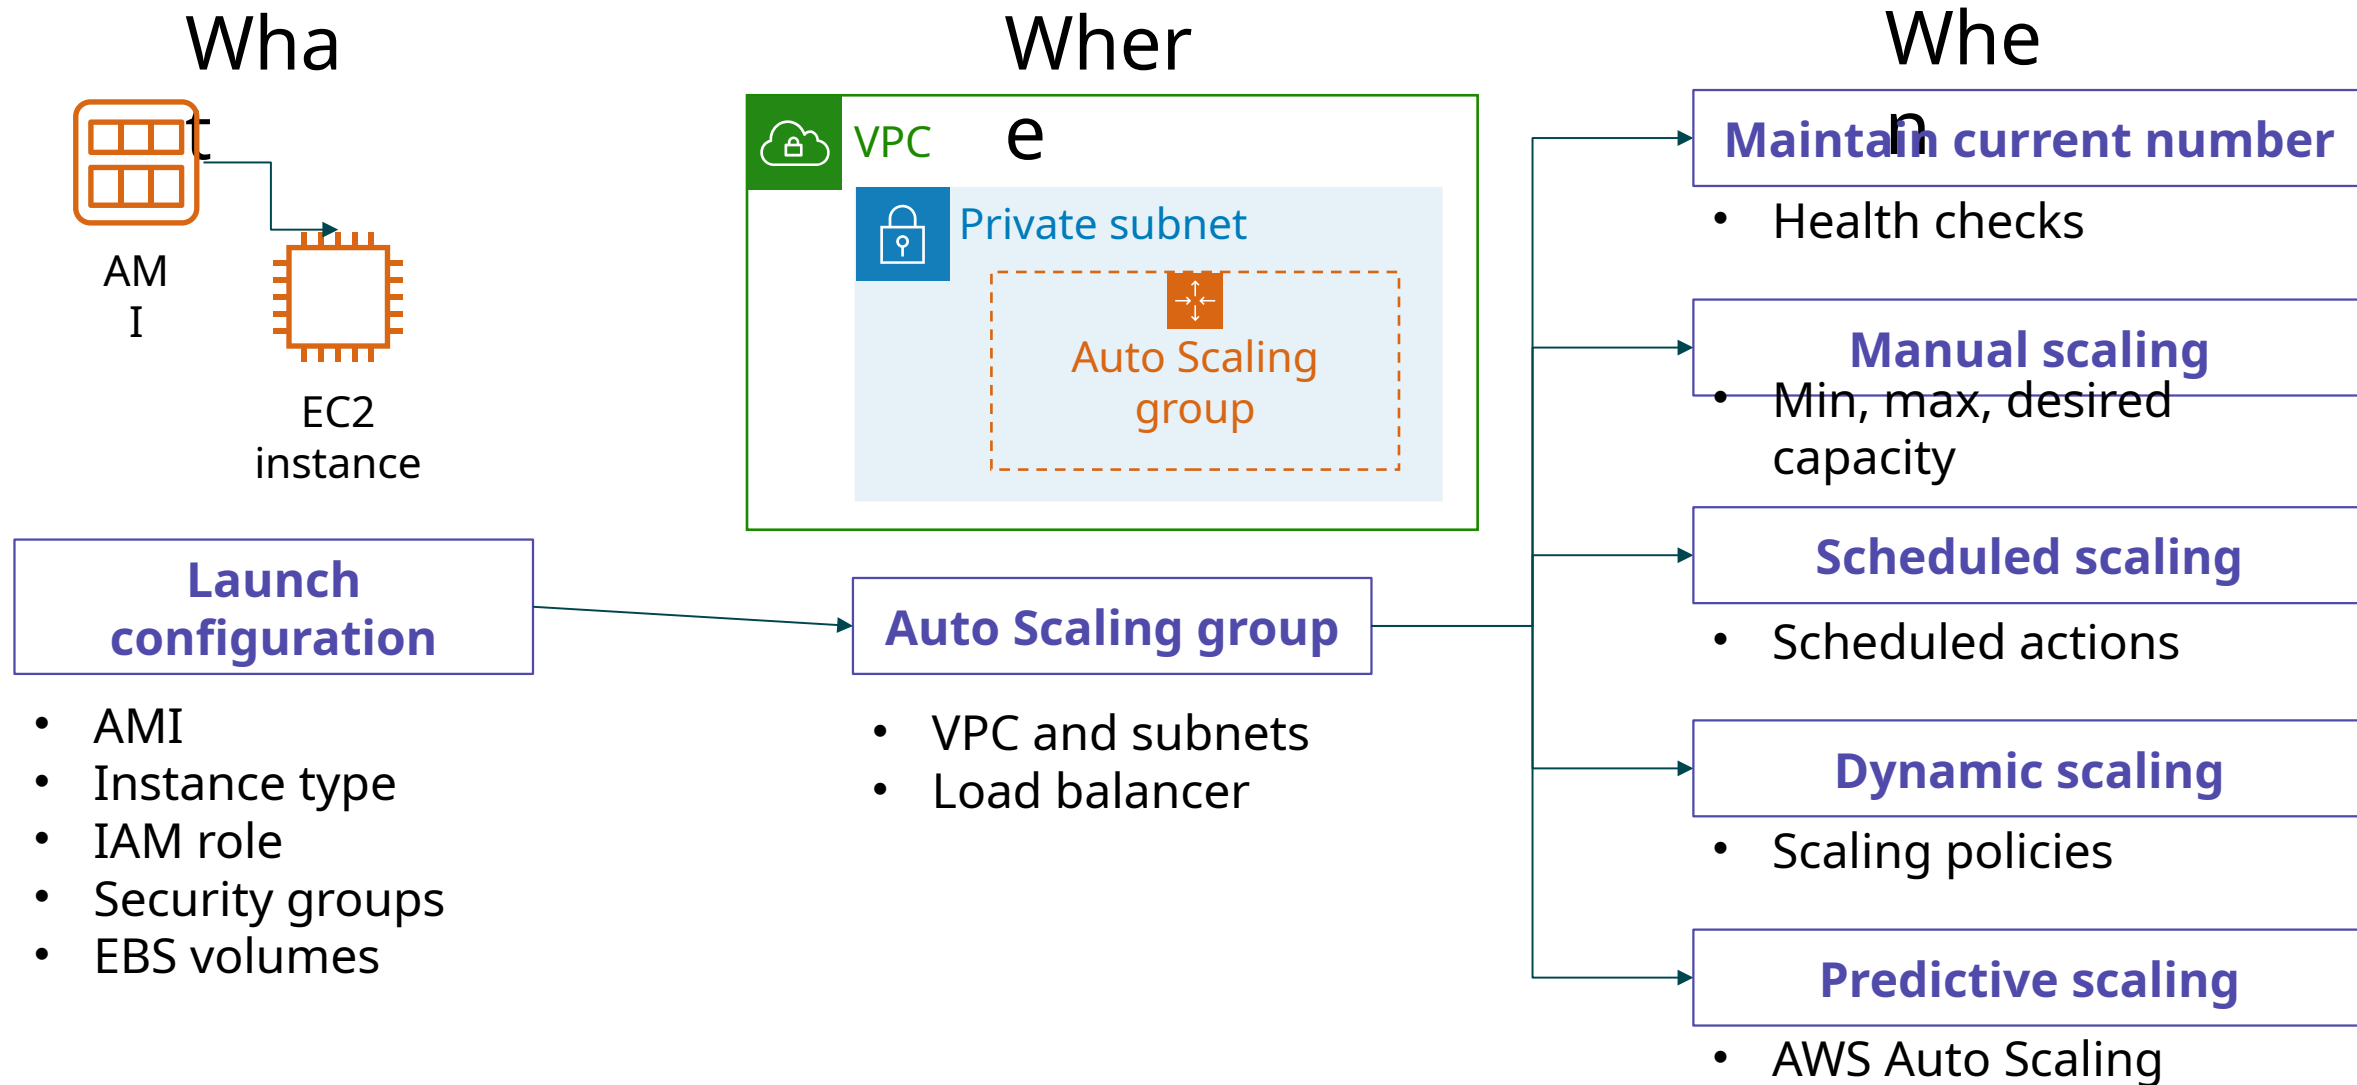 Wha
t
AM
I
EC2
instance
Launch
configuration
• AMI
• Instance type
• IAM role
• Security groups
• EBS volumes
Wher
e
VPC
Private subnet
Auto Scaling
group
Auto Scaling group
• VPC and subnets
• Load balancer
Whe
n
Maintain current number
• Health checks
Manual scaling
• Min, max, desired
capacity
Scheduled scaling
• Scheduled actions
Dynamic scaling
• Scaling policies
Predictive scaling
• AWS Auto Scaling